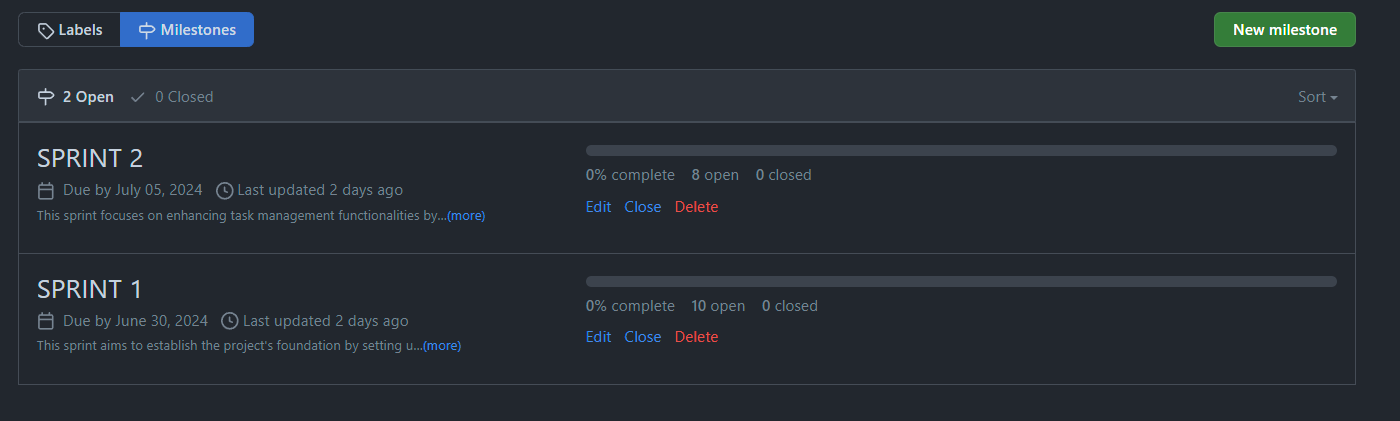 Labels Milestones New milestone
2 Open 0 Closed Sort
SPRINT 2
Due by July 05, 2024 Last updated 2 days ago
This sprint focuses on enhancing task management functionalities by...(more)
0% complete 8 open 0 closed
Edit Close Delete
SPRINT 1
Due by June 30, 2024 Last updated 2 days ago
This sprint aims to establish the project's foundation by setting u...(more)
0% complete 10 open 0 closed
Edit Close Delete